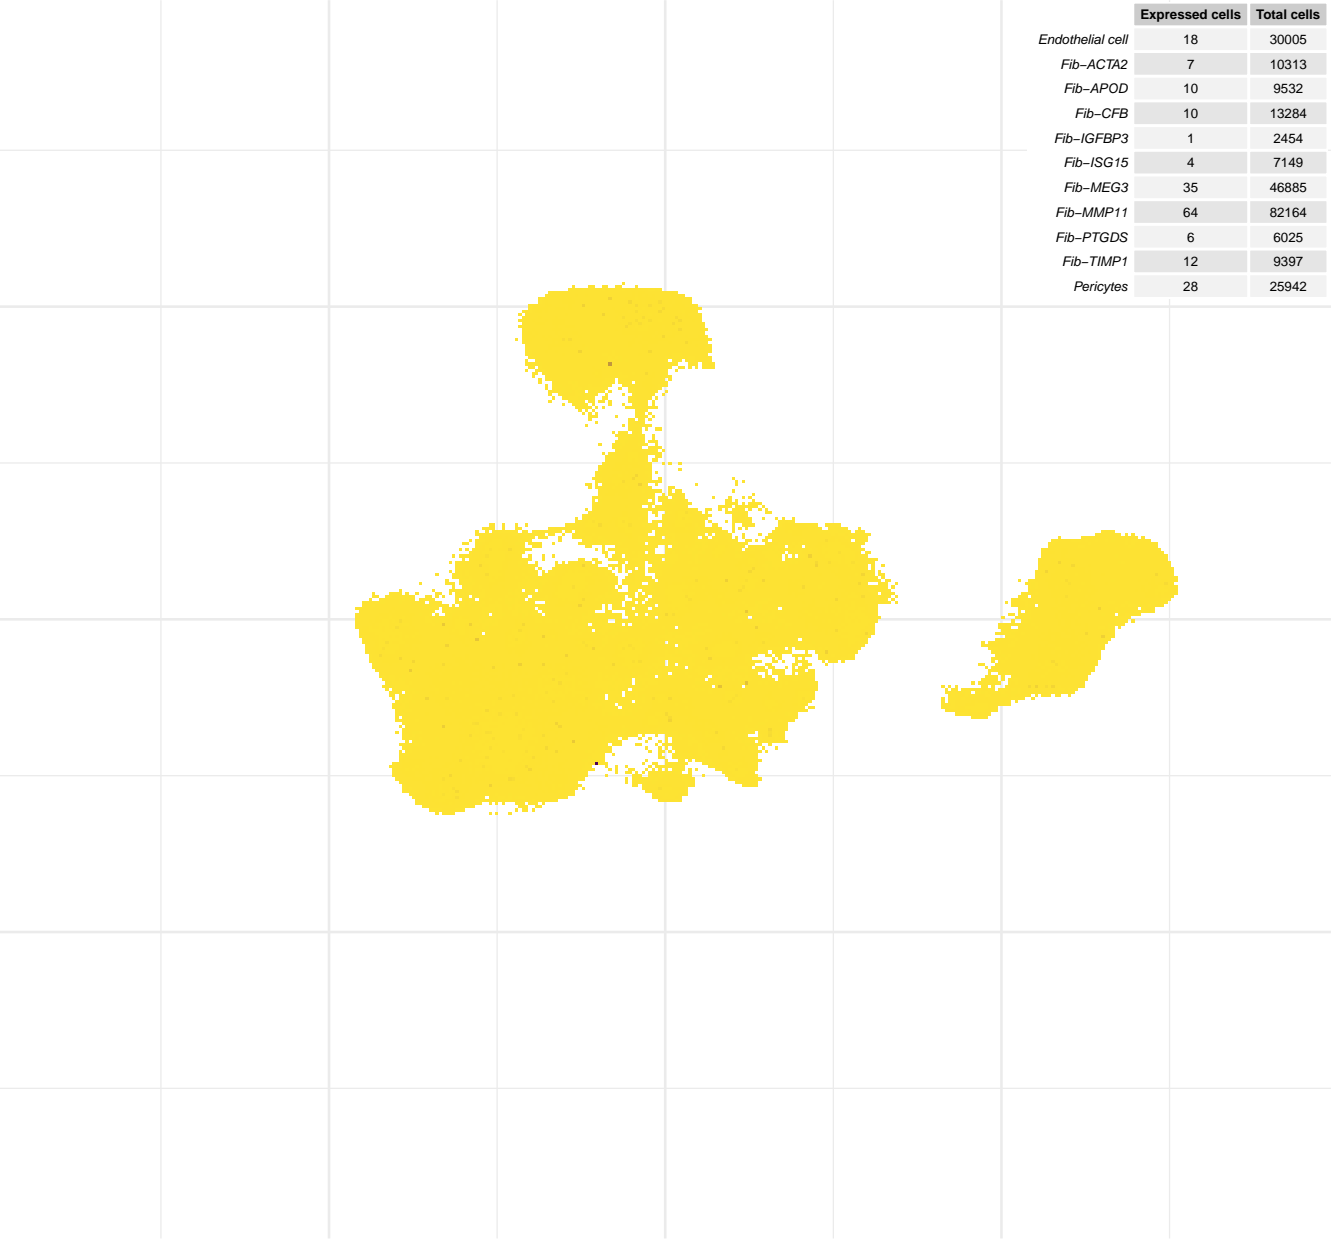 Expressed cells Total cells
Endothelial cell 18 30005
Fib−ACTA2 7 10313
Fib−APOD 10 9532
Fib−CFB 10 13284
Fib−IGFBP3 1 2454
Fib−ISG15 4 7149
Fib−MEG3 35 46885
Fib−MMP11 64 82164
Fib−PTGDS 6 6025
Fib−TIMP1 12 9397
Pericytes 28 25942